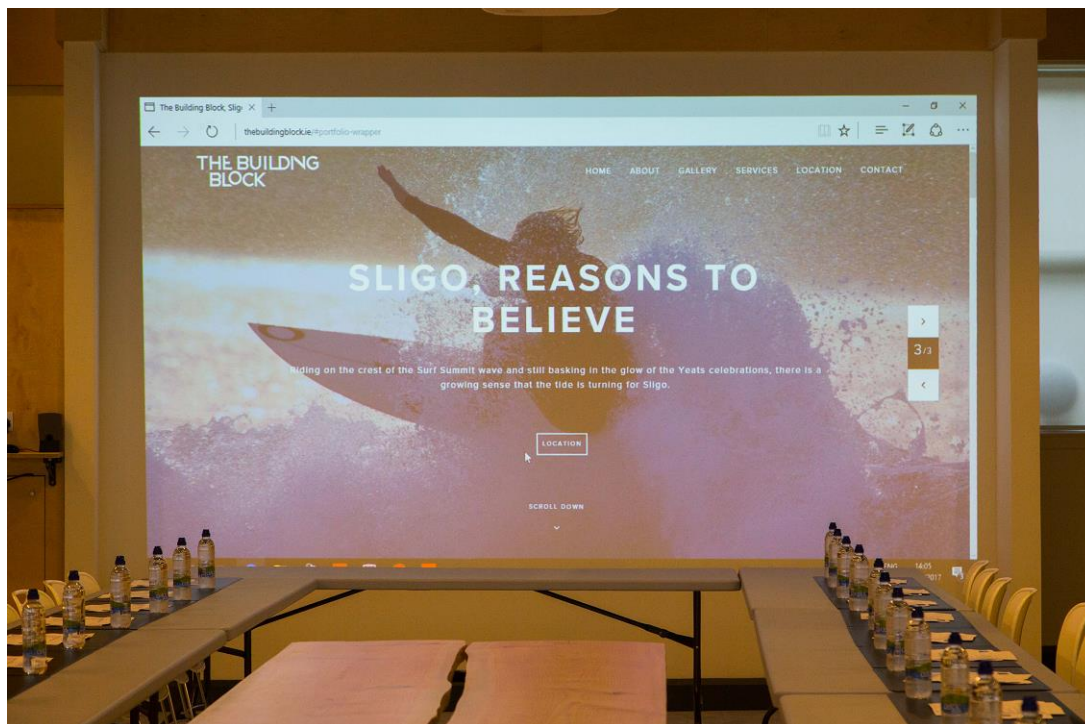 The Building Block, Slig
thebuildingblock.ie/#portfolio-wrapper
THE BUILDNG
BLOCK
HOME ABOUT GALLERY SERVICES LOCATION CONTACT
SLIGO, REASONS TO
BELIEVE
3/3
Riding on the crest of the Surf Summit wave and still basking in the glow of the Yeats celebrations, there is a
growing sense that the tide is turning for Sligo.
LOCATION
SCROLL DOWN
14:05
2017